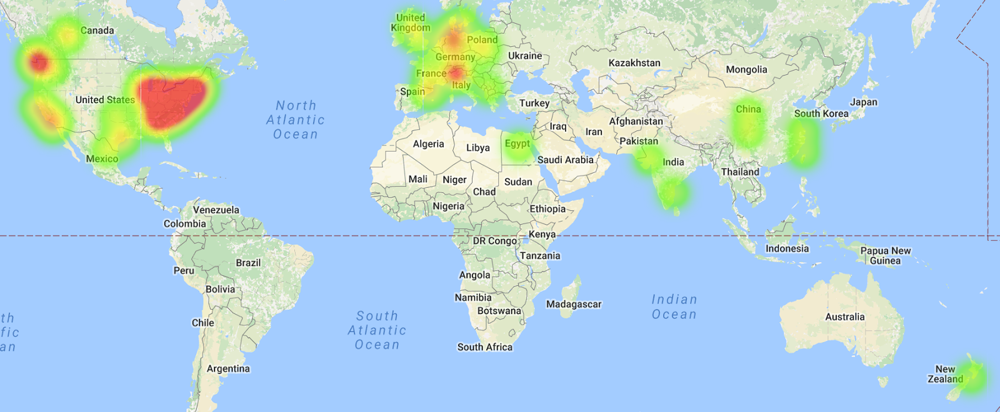 United
Kingdom
Canada
Poland
Germany
Ukraine
Kazakhstan
Mongolia
France
Italy
Spain
United States
Turkey
Japan
China
South Korea
North
Atlantic
Ocean
Iraq
Iran
Afghanistan
Pakistan
Mexico
Algeria
Libya
Egypt
Saudi Arabia
India
Thailand
Mali
Niger
Chad
Sudan
Nigeria
Ethiopia
Venezuela
Colombia
DR Congo
Kenya
Tanzania
Indonesia
Papua New
Guinea
Brazil
Peru
Angola
Bolivia
Namibia
Botswana
Madagascar
Indian
Ocean
Australia
th
fic
an
Chile
South
Atlantic
Ocean
South Africa
Argentina
New
Zealand